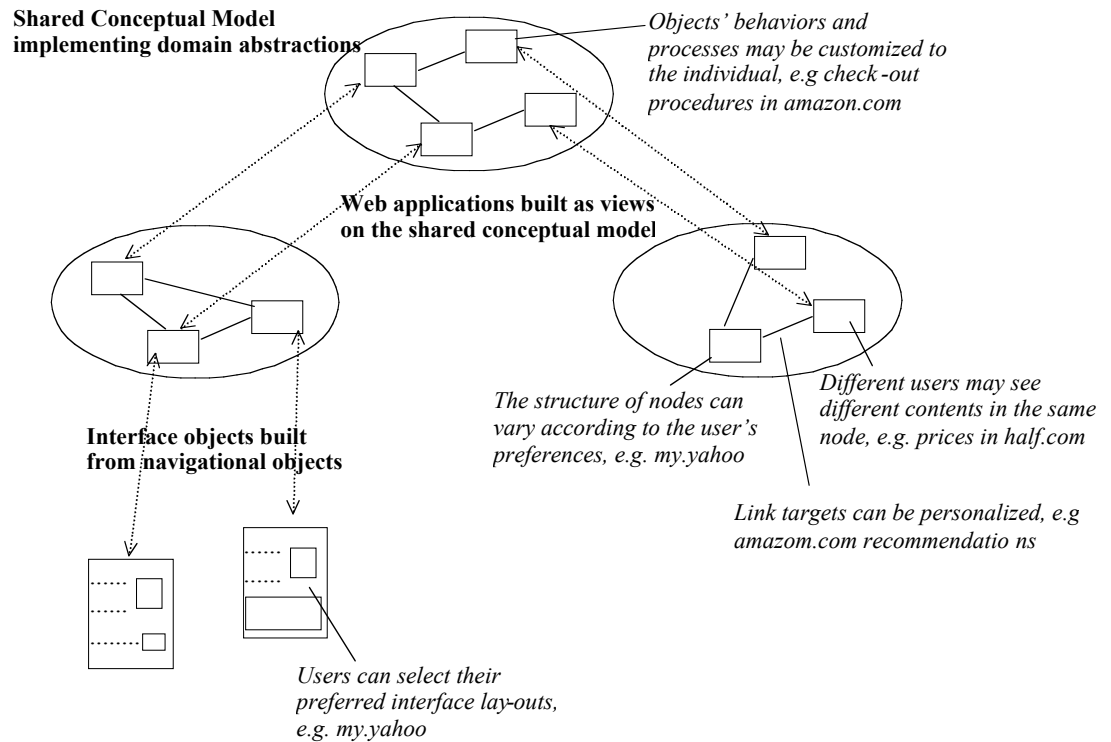 Shared Conceptual Model
implementing domain abstractions
Objects' behaviors and
processes may be customized to
the individual, e.g check-out
procedures in amazon.com
Web applications built as views
on the shared conceptual model
The structure of nodes can
vary according to the user's
preferences, e.g. my.yahoo
Different users may see
different contents in the same
node, e.g. prices in half.com
Interface objects built
from navigational objects
Link targets can be personalized, e.g
amazom.com recommendatio ns
Users can select their
preferred interface lay-outs,
e.g. my.yahoo